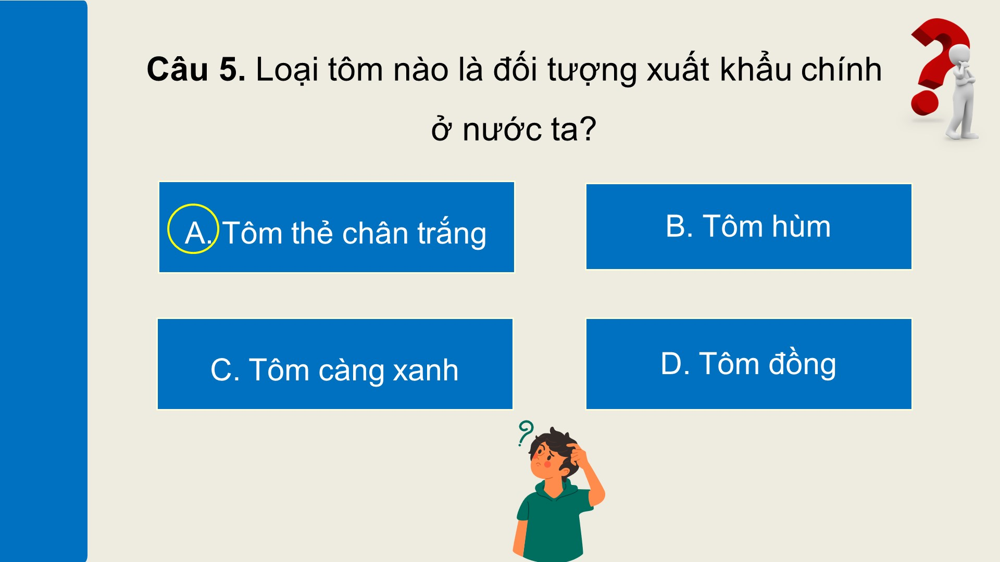 Câu 5. Loại tôm nào là đối tượng xuất khẩu chính
ở nước ta?
A. Tôm thẻ chân trắng
B. Tôm hùm
C. Tôm càng xanh
D. Tôm đồng